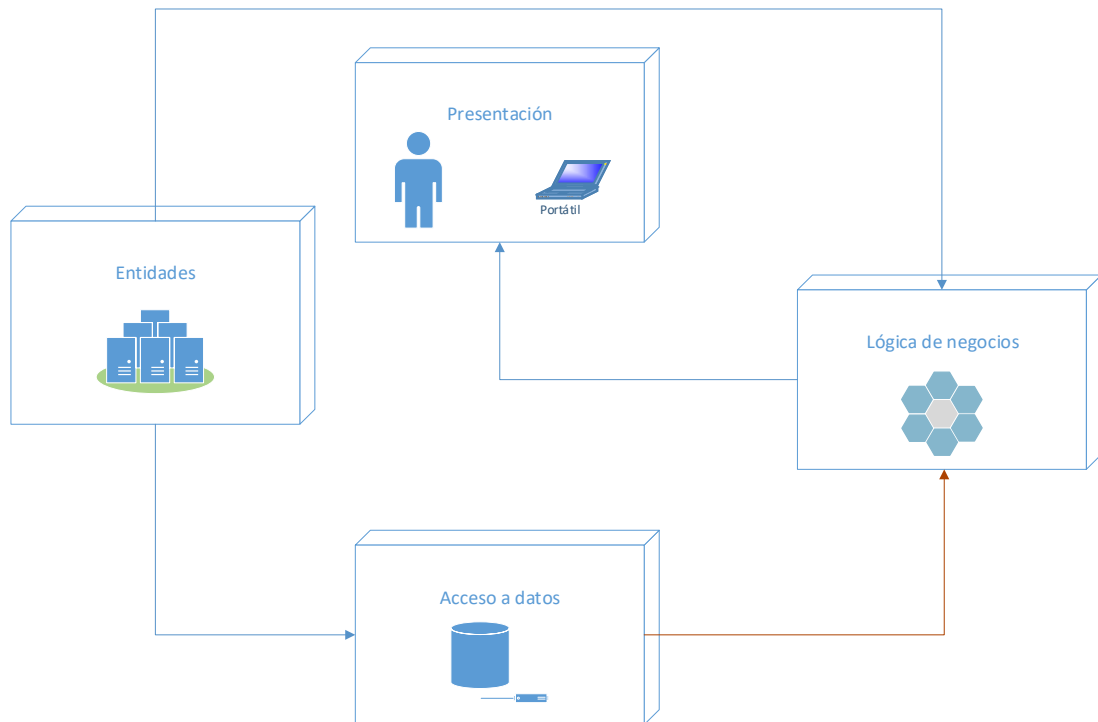 Presentación
Portátil
Entidades
Lógica de negocios
Acceso a datos